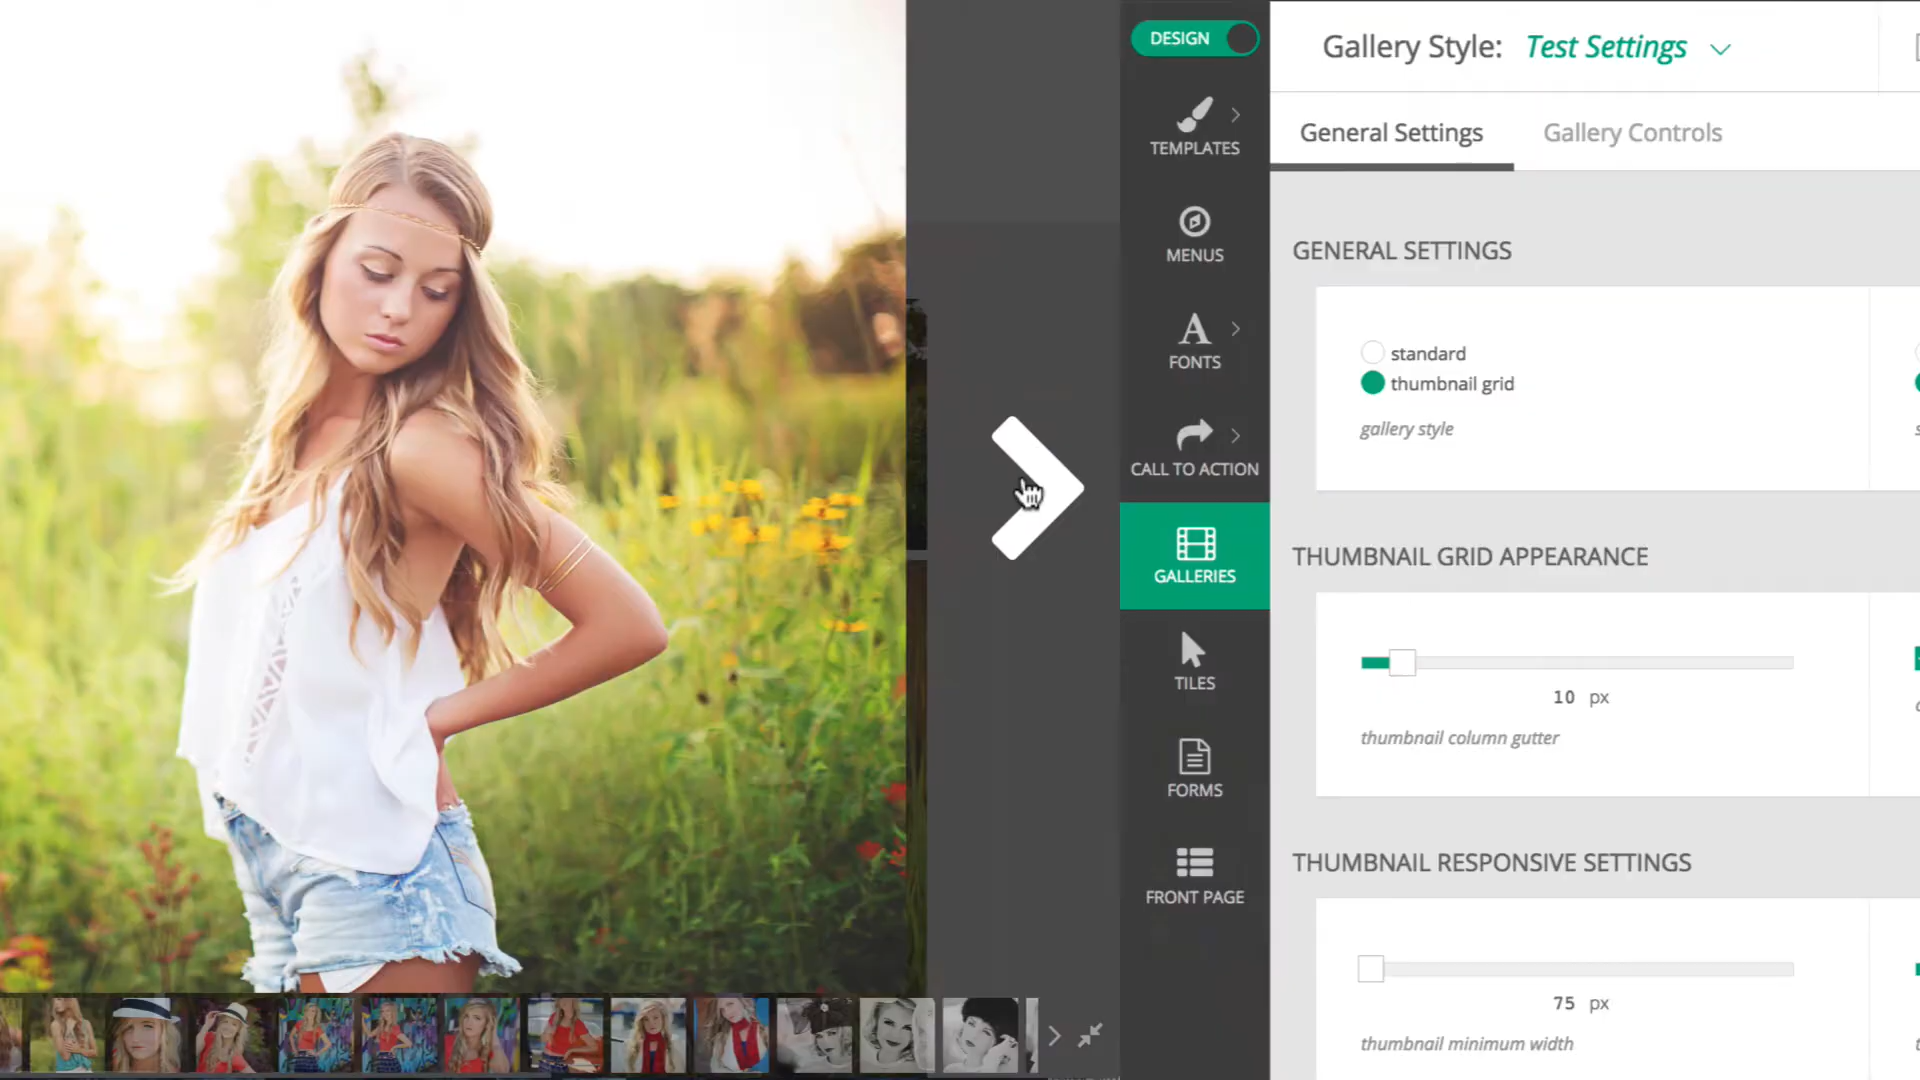 DESIGN
TEMPLATES
MENUS
FONTS
CALL TO ACTION
GALLERIES
TILES
FORMS
FRONT PAGE
Gallery Style: Test Settings
General Settings Gallery Controls
GENERAL SETTINGS
standard
thumbnail grid
gallery style
THUMBNAIL GRID APPEARANCE
10 px
thumbnail column gutter
THUMBNAIL RESPONSIVE SETTINGS
75 px
thumbnail minimum width